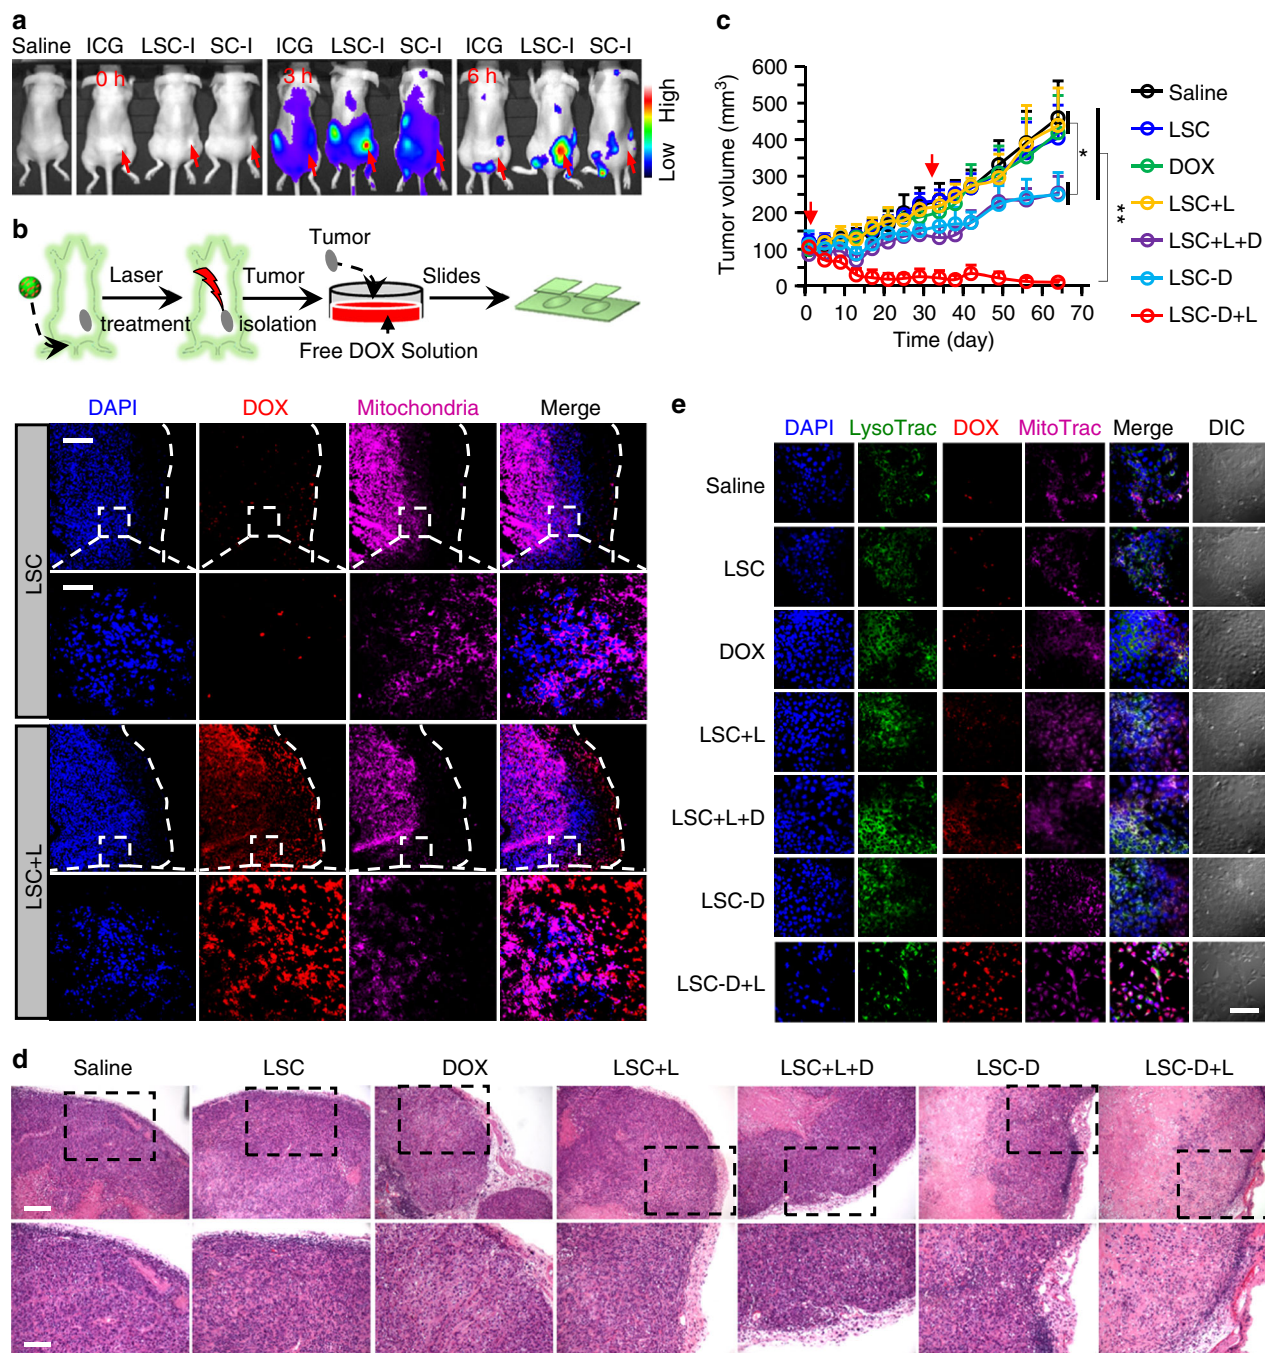 a
Saline ICG LSC-I SC-I ICG LSC-I SC-I ICG LSC-I SC-I
0 h 3 h 6 h
High
Low
b
Laser
treatment
Tumor
isolation
Tumor
Slides
Free DOX Solution
c
Tumor volume (mm3)
600
500
400
300
200
100
0
0 10 20 30 40 50 60 70
Time (day)
*
**
Saline
LSC
DOX
LSC+L
LSC+L+D
LSC-D
LSC-D+L
DAPI DOX Mitochondria Merge
LSC
LSC+L
e
DAPI LysoTrac DOX MitoTrac Merge DIC
Saline
LSC
DOX
LSC+L
LSC+L+D
LSC-D
LSC-D+L
d
Saline LSC DOX LSC+L LSC+L+D LSC-D LSC-D+L